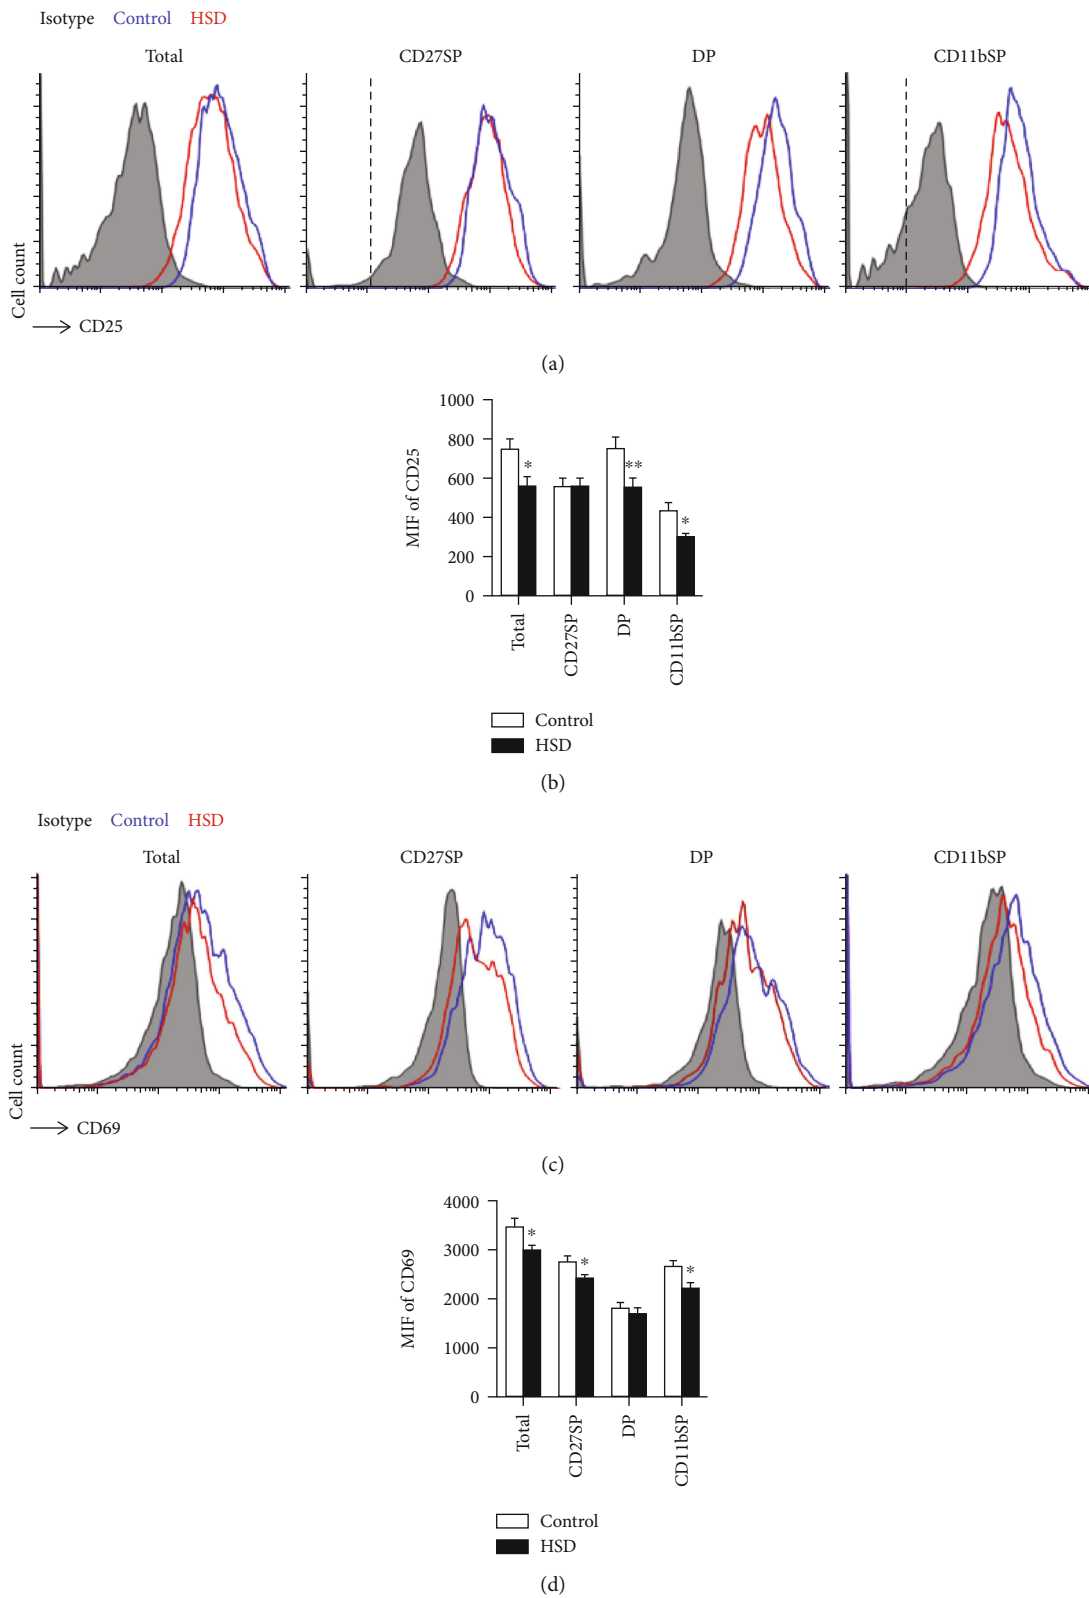 Isotype Control HSD
Total CD27SP DP CD11bSP
Cell count
CD25
(a)
1000
800
600
400
200
0
MIF of CD25
* ** *
Total CD27SP DP CD11bSP
Control
HSD
(b)
Isotype Control HSD
Total CD27SP DP CD11bSP
Cell count
CD69
(c)
4000
3000
2000
1000
0
MIF of CD69
* * *
Total CD27SP DP CD11bSP
Control
HSD
(d)